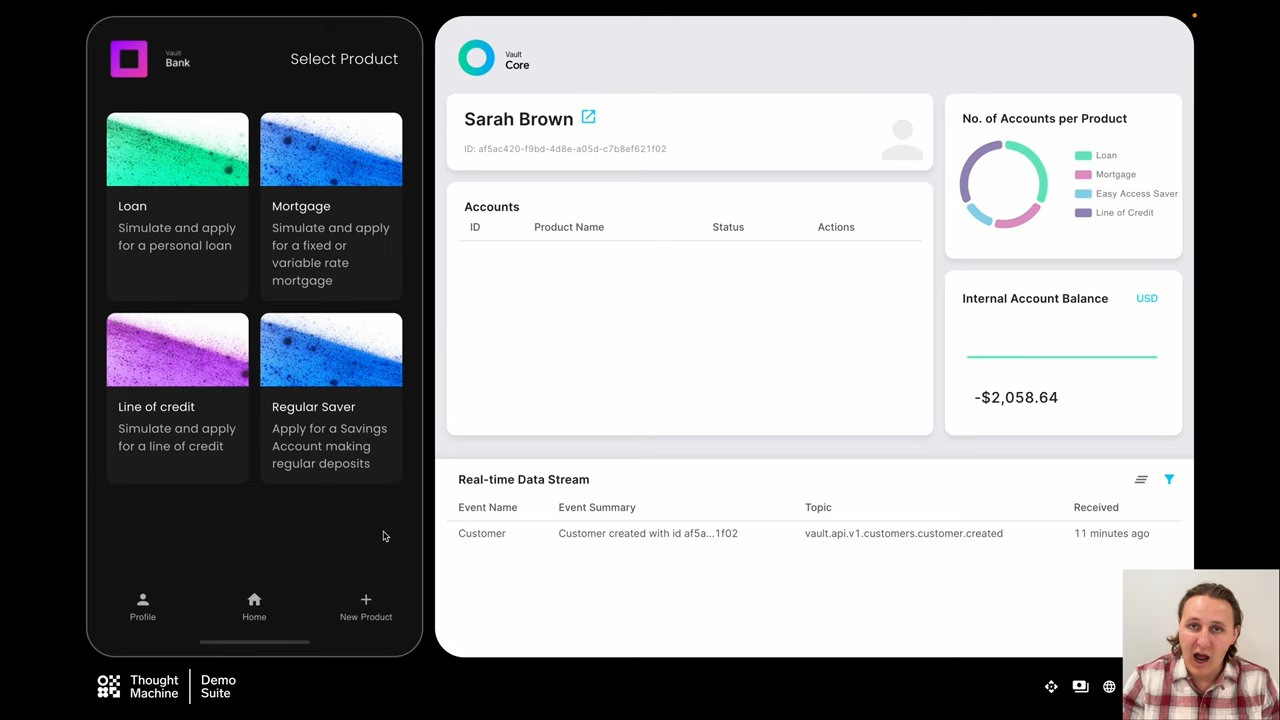 Vault
Bank
Select Product
Loan
Simulate and apply
for a personal loan
Mortgage
Simulate and apply
for a fixed or
variable rate
mortgage
Line of credit
Simulate and apply
for a line of credit
Regular Saver
Apply for a Savings
Account making
regular deposits
Profile
Home
New Product
Vault
Core
Sarah Brown
ID: af5ac420-f9bd-4d8e-a05d-c7b8ef621f02
Accounts
ID Product Name Status Actions
No. of Accounts per Product
Loan
Mortgage
Easy Access Saver
Line of Credit
Internal Account Balance USD
-$2,058.64
Real-time Data Stream
Event Name Event Summary Topic Received
Customer Customer created with id af5a...1f02 vault.api.v1.customers.customer.created 11 minutes ago
Thought
Machine
Demo
Suite